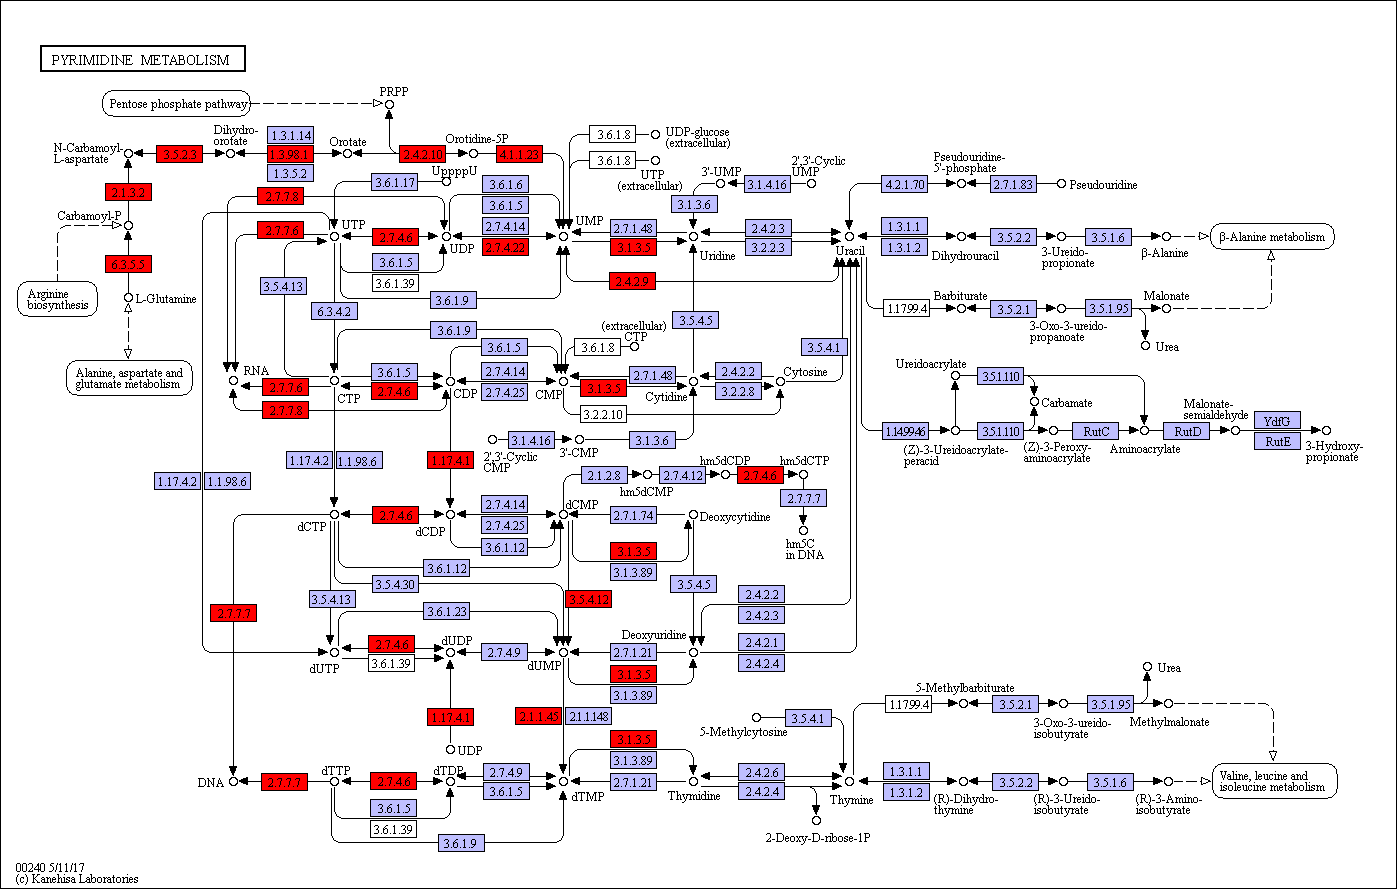 PYRIMIDINE METABOLISM
Pentose phosphate pathway
PRPP
N-Carbamoyl-
L-aspartate
3.5.2.3
Dihydro-
orotate
1.3.1.14
1.3.98.1
1.3.5.2
Orotate
2.4.2.10
Orotidine-5P
4.1.1.23
3.6.1.8
UDP-glucose
(extracellular)
3.6.1.8
UTP
(extracellular)
2.1.3.2
Carbamoyl-P
6.3.5.5
L-Glutamine
Arginine
biosynthesis
Alanine, aspartate and
glutamate metabolism
UppppU
3.6.1.17
2.7.7.8
2.7.7.6
UTP
2.7.4.6
3.6.1.5
3.6.1.39
UDP
3.6.1.6
3.6.1.5
2.7.4.14
2.7.4.22
UMP
3.6.1.9
2.7.1.48
3.1.3.5
2.4.2.9
3'-UMP
3.1.4.16
2',3'-Cyclic
UMP
3.1.3.6
Uridine
2.4.2.3
3.2.2.3
Uracil
Pseudouridine-
5'-phosphate
4.2.1.70
2.7.1.83
Pseudouridine
1.3.1.1
1.3.1.2
Dihydrouracil
3.5.2.2
3-Ureido-
propionate
3.5.1.6
β-Alanine
β-Alanine metabolism
1.1.99.4
Barbiturate
3.5.2.1
3-Oxo-3-ureido-
propanoate
3.5.1.95
Malonate
Urea
3.5.4.13
6.3.4.2
3.6.1.9
3.6.1.5
(extracellular)
CTP
3.6.1.8
3.5.4.5
3.5.4.1
RNA
2.7.7.6
2.7.7.8
CTP
3.6.1.5
2.7.4.6
CDP
2.7.4.14
2.7.4.25
CMP
2.7.1.48
3.1.3.5
3.2.2.10
Cytidine
2.4.2.2
3.2.2.8
Cytosine
2',3'-Cyclic
CMP
3.1.4.16
3'-CMP
3.1.3.6
Ureidoacrylate
3.5.1.110
Carbamate
1.14.99.46
(Z)-3-Ureidoacrylate-
peracid
3.5.1.110
(Z)-3-Peroxy-
aminoacrylate
RutC
Aminoacrylate
RutD
Malonate-
semialdehyde
YdfG
RutE
3-Hydroxy-
propionate
1.17.4.2
1.1.98.6
1.17.4.2
1.1.98.6
1.17.4.1
2.1.2.8
hm5dCMP
2.7.4.12
hm5dCDP
2.7.4.6
hm5dCTP
2.7.7.7
hm5C
in DNA
dCTP
2.7.4.6
dCDP
2.7.4.14
2.7.4.25
3.6.1.12
dCMP
2.7.1.74
Deoxycytidine
3.1.3.5
3.1.3.89
3.6.1.12
3.5.4.30
3.5.4.13
3.5.4.12
3.5.4.5
2.7.7.7
3.6.1.23
dUTP
2.7.4.6
3.6.1.39
dUDP
2.7.4.9
dUMP
Deoxyuridine
2.7.1.21
3.1.3.5
3.1.3.89
2.4.2.2
2.4.2.3
2.4.2.1
2.4.2.4
1.17.4.1
UDP
2.1.1.45
2.1.1.148
5-Methylcytosine
3.5.4.1
1.1.99.4
5-Methylbarbiturate
3.5.2.1
3-Oxo-3-ureido-
isobutyrate
3.5.1.95
Urea
Methylmalonate
DNA
2.7.7.7
dTTP
2.7.4.6
3.6.1.5
3.6.1.39
dTDP
2.7.4.9
3.6.1.5
3.6.1.9
dTMP
3.1.3.5
3.1.3.89
2.7.1.21
Thymidine
2.4.2.6
2.4.2.4
2-Deoxy-D-ribose-1P
Thymine
1.3.1.1
1.3.1.2
(R)-Dihydro-
thymine
3.5.2.2
(R)-3-Ureido-
isobutyrate
3.5.1.6
(R)-3-Amino-
isobutyrate
Valine, leucine and
isoleucine metabolism
00240 5/11/17
(c) Kanehisa Laboratories